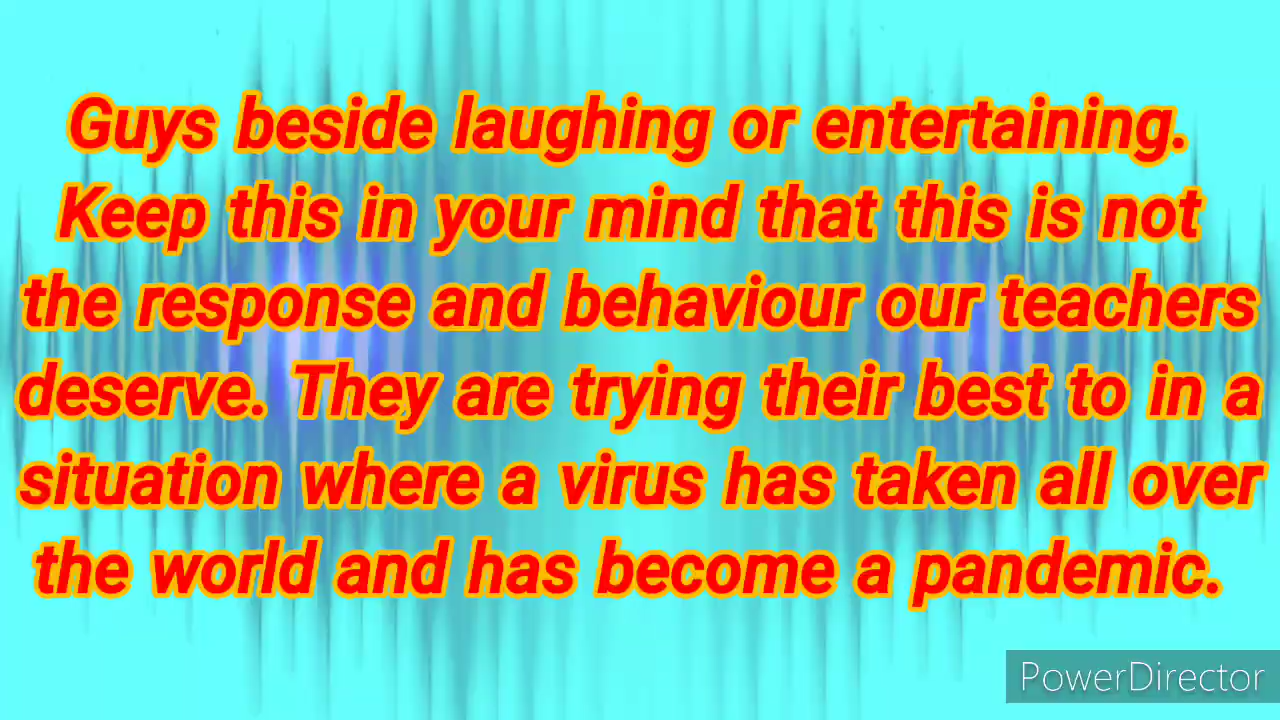 Guys beside laughing or entertaining.
Keep this in your mind that this is not
the response and behaviour our teachers
deserve. They are trying their best to in a
situation where a virus has taken all over
the world and has become a pandemic.
PowerDirector